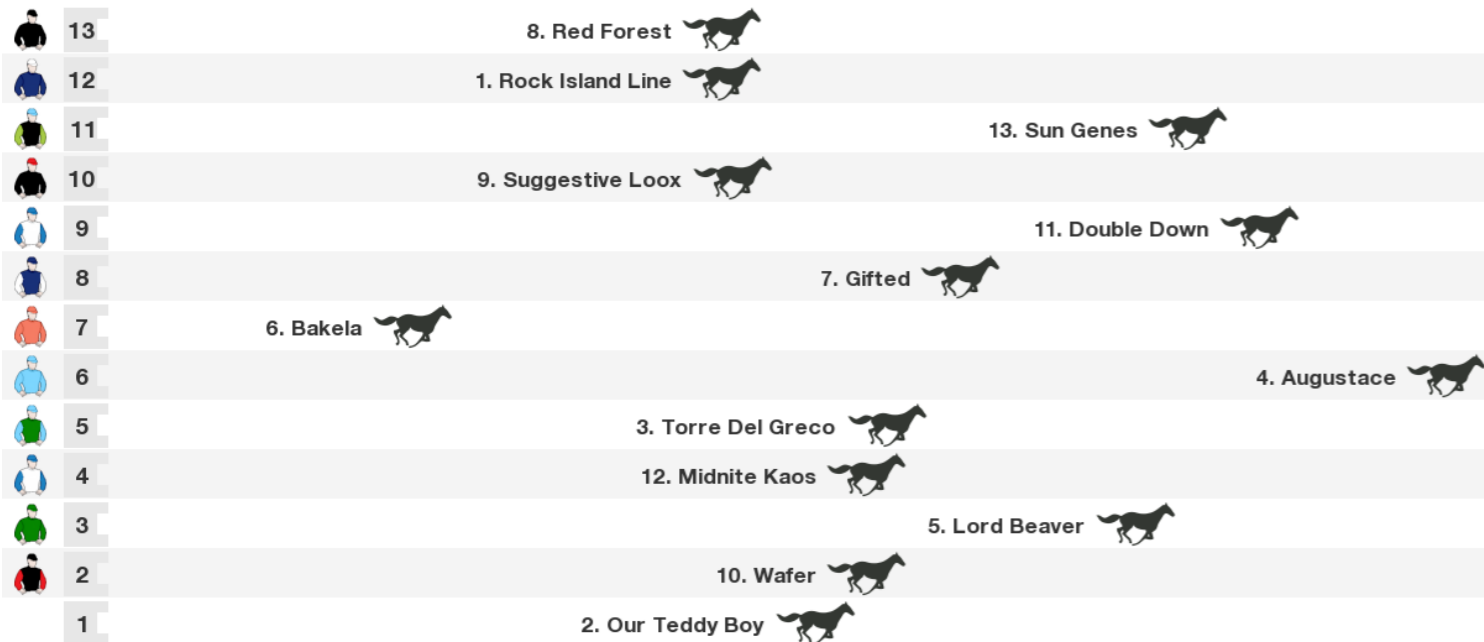 13 8. Red Forest
12 1. Rock Island Line
11 13. Sun Genes
10 9. Suggestive Loox
9 11. Double Down
8 7. Gifted
7 6. Bakela
6 4. Augustace
5 3. Torre Del Greco
4 12. Midnite Kaos
3 5. Lord Beaver
2 10. Wafer
1 2. Our Teddy Boy